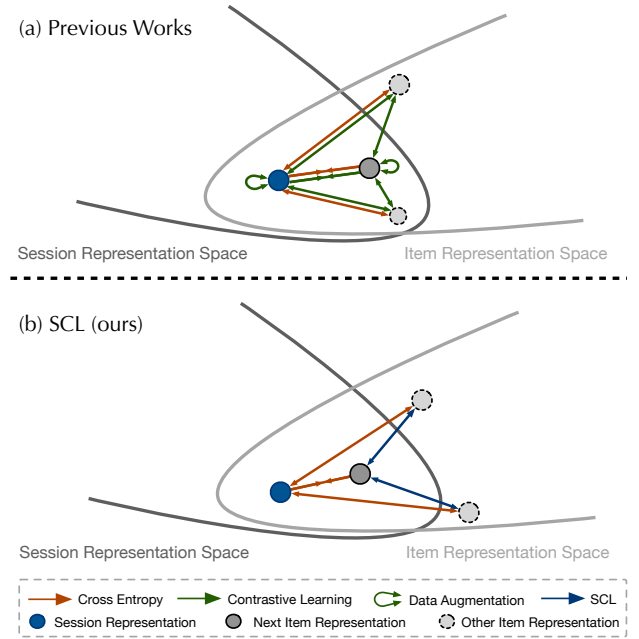 (a) Previous Works
Session Representation Space
Item Representation Space
(b) SCL (ours)
Session Representation Space
Item Representation Space
Cross Entropy
Contrastive Learning
Data Augmentation
SCL
Session Representation
Next Item Representation
Other Item Representation